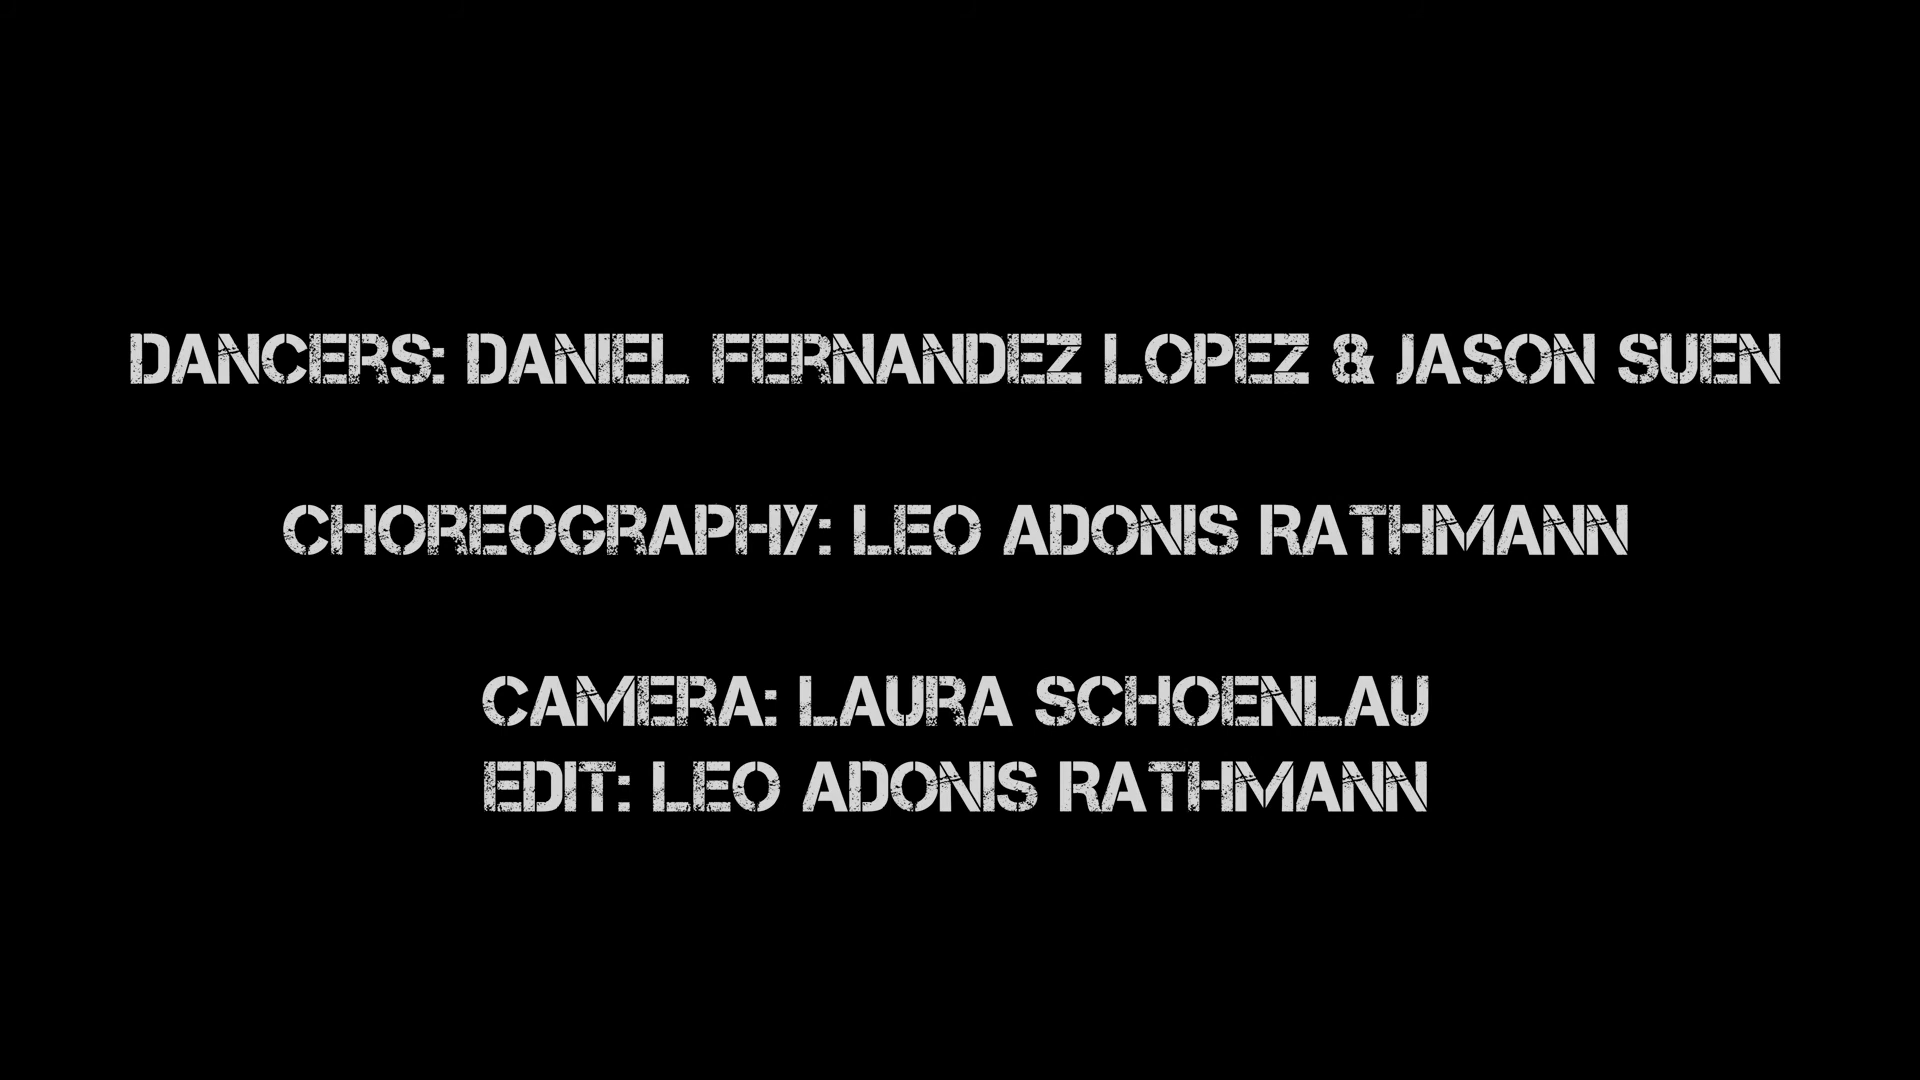 DANCERS: DANIEL FERNANDEZ LOPEZ & JASON SUEN
CHOREOGRAPHY: LEO ADONIS RATHMANN
CAMERA: LAURA SCHOENLAU
EDIT: LEO ADONIS RATHMANN